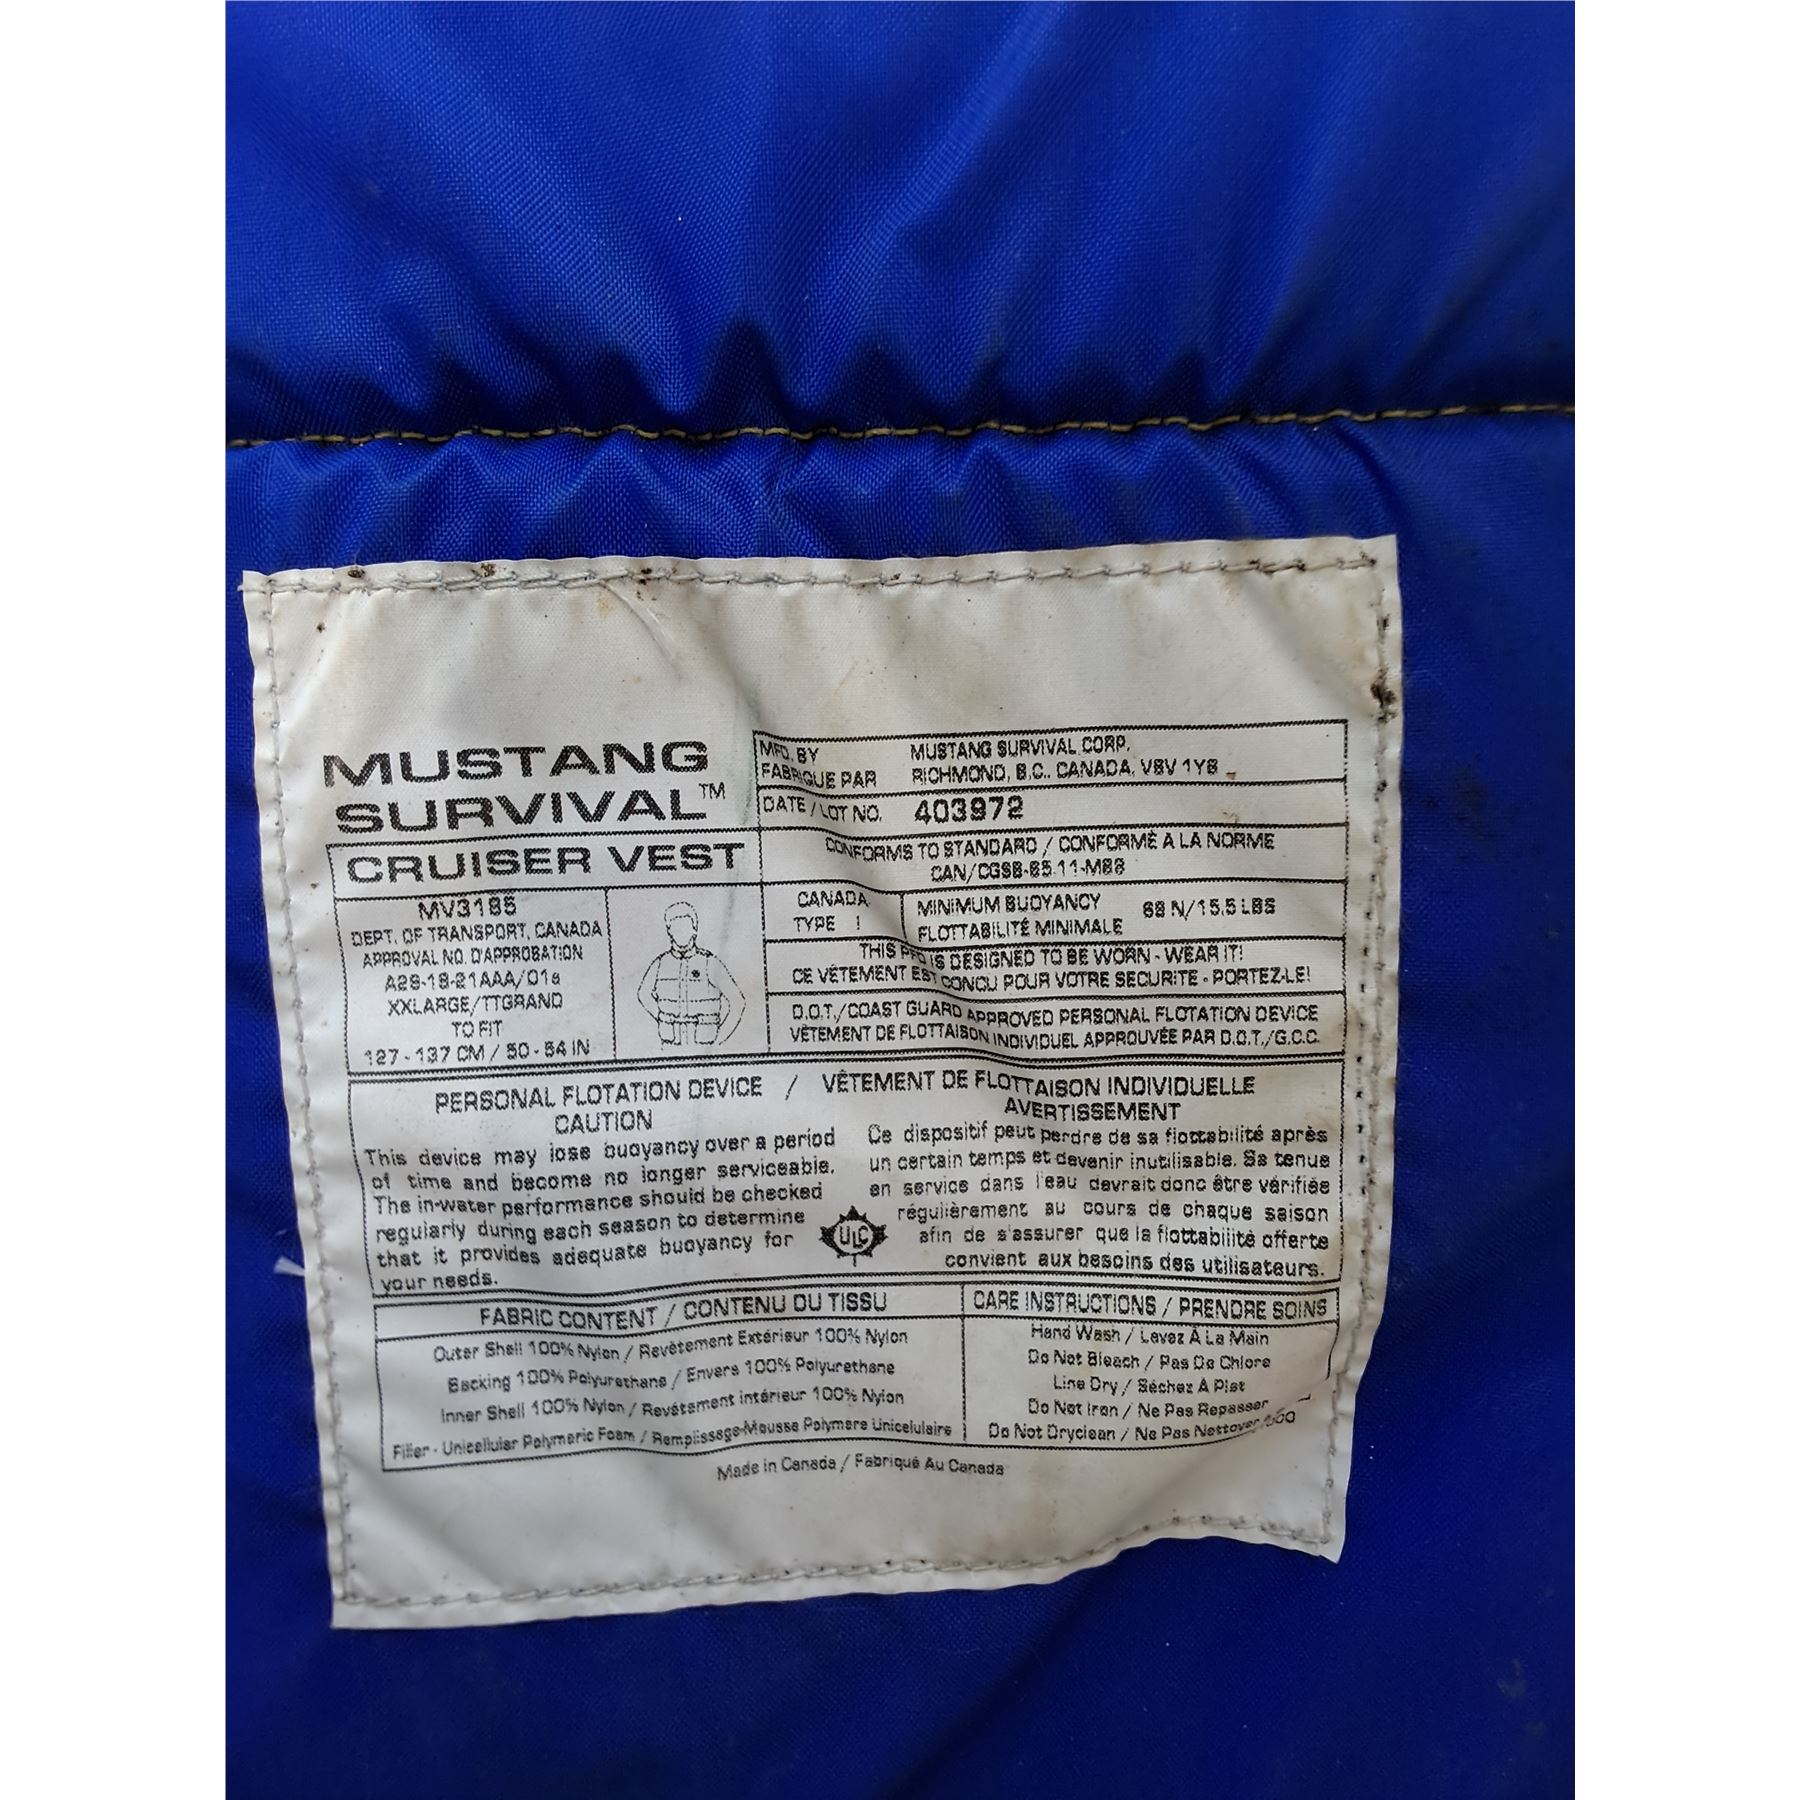 MUSTANG
SURVIVAL™
CRUISER VEST
MV3185
DEPT. OF TRANSPORT, CANADA
APPROVAL NO. D'APPROBATION
A29-18-21AAA/01a
XXLARGE/TTGRAND
TO FIT
127 - 137 CM / 50 - 54 IN
MFD. BY MUSTANG SURVIVAL CORP.
FABRIQUE PAR RICHMOND, B.C., CANADA, V6V 1Y8
DATE / LOT NO. 403972
CONFORMS TO STANDARD / CONFORMÉ A LA NORME
CAN/CGSB-65.11-M88
CANADA
TYPE I
MINIMUM BUOYANCY 68 N/15.5 LBS
FLOTTABILITÉ MINIMALE
THIS PFD IS DESIGNED TO BE WORN - WEAR IT!
CE VÊTEMENT EST CONCU POUR VOTRE SECURITE - PORTEZ-LE!
D.O.T./COAST GUARD APPROVED PERSONAL FLOTATION DEVICE
VÊTEMENT DE FLOTTAISON INDIVIDUEL APPROUVÉE PAR D.O.T./G.C.C.
PERSONAL FLOTATION DEVICE / VÊTEMENT DE FLOTTAISON INDIVIDUELLE
CAUTION
This device may lose buoyancy over a period
of time and become no longer serviceable.
The in-water performance should be checked
regularly during each season to determine
that it provides adequate buoyancy for
your needs.
ULC
AVERTISSEMENT
Ce dispositif peut perdre de sa flottabilité après
un certain temps et devenir inutilisable. Sa tenue
en service dans l'eau devrait donc être vérifiée
régulièrement au cours de chaque saison
afin de s'assurer que la flottabilité offerte
convient aux besoins des utilisateurs.
FABRIC CONTENT / CONTENU DU TISSU
Outer Shell 100% Nylon / Revêtement Extérieur 100% Nylon
Backing 100% Polyurethane / Envers 100% Polyurethane
Inner Shell 100% Nylon / Revêtement intérieur 100% Nylon
Filler - Unicellular Polymeric Foam / Remplissage-Mousse Polymere Unicelulaire
CARE INSTRUCTIONS / PRENDRE SOINS
Hand Wash / Lavez À La Main
Do Not Bleach / Pas De Chlore
Line Dry / Séchez À Plat
Do Not Iron / Ne Pas Repasser
Do Not Dryclean / Ne Pas Nettoyer
Made in Canada / Fabriqué Au Canada